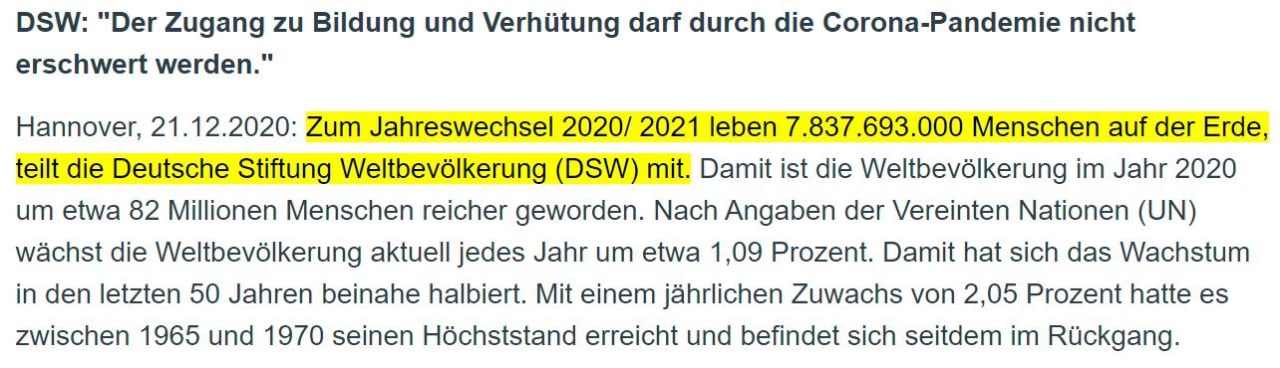 DSW: "Der Zugang zu Bildung und Verhütung darf durch die Corona-Pandemie nicht
erschwert werden."
Hannover, 21.12.2020: Zum Jahreswechsel 2020/ 2021 leben 7.837.693.000 Menschen auf der Erde,
teilt die Deutsche Stiftung Weltbevölkerung (DSW) mit. Damit ist die Weltbevölkerung im Jahr 2020
um etwa 82 Millionen Menschen reicher geworden. Nach Angaben der Vereinten Nationen (UN)
wächst die Weltbevölkerung aktuell jedes Jahr um etwa 1,09 Prozent. Damit hat sich das Wachstum
in den letzten 50 Jahren beinahe halbiert. Mit einem jährlichen Zuwachs von 2,05 Prozent hatte es
zwischen 1965 und 1970 seinen Höchststand erreicht und befindet sich seitdem im Rückgang.